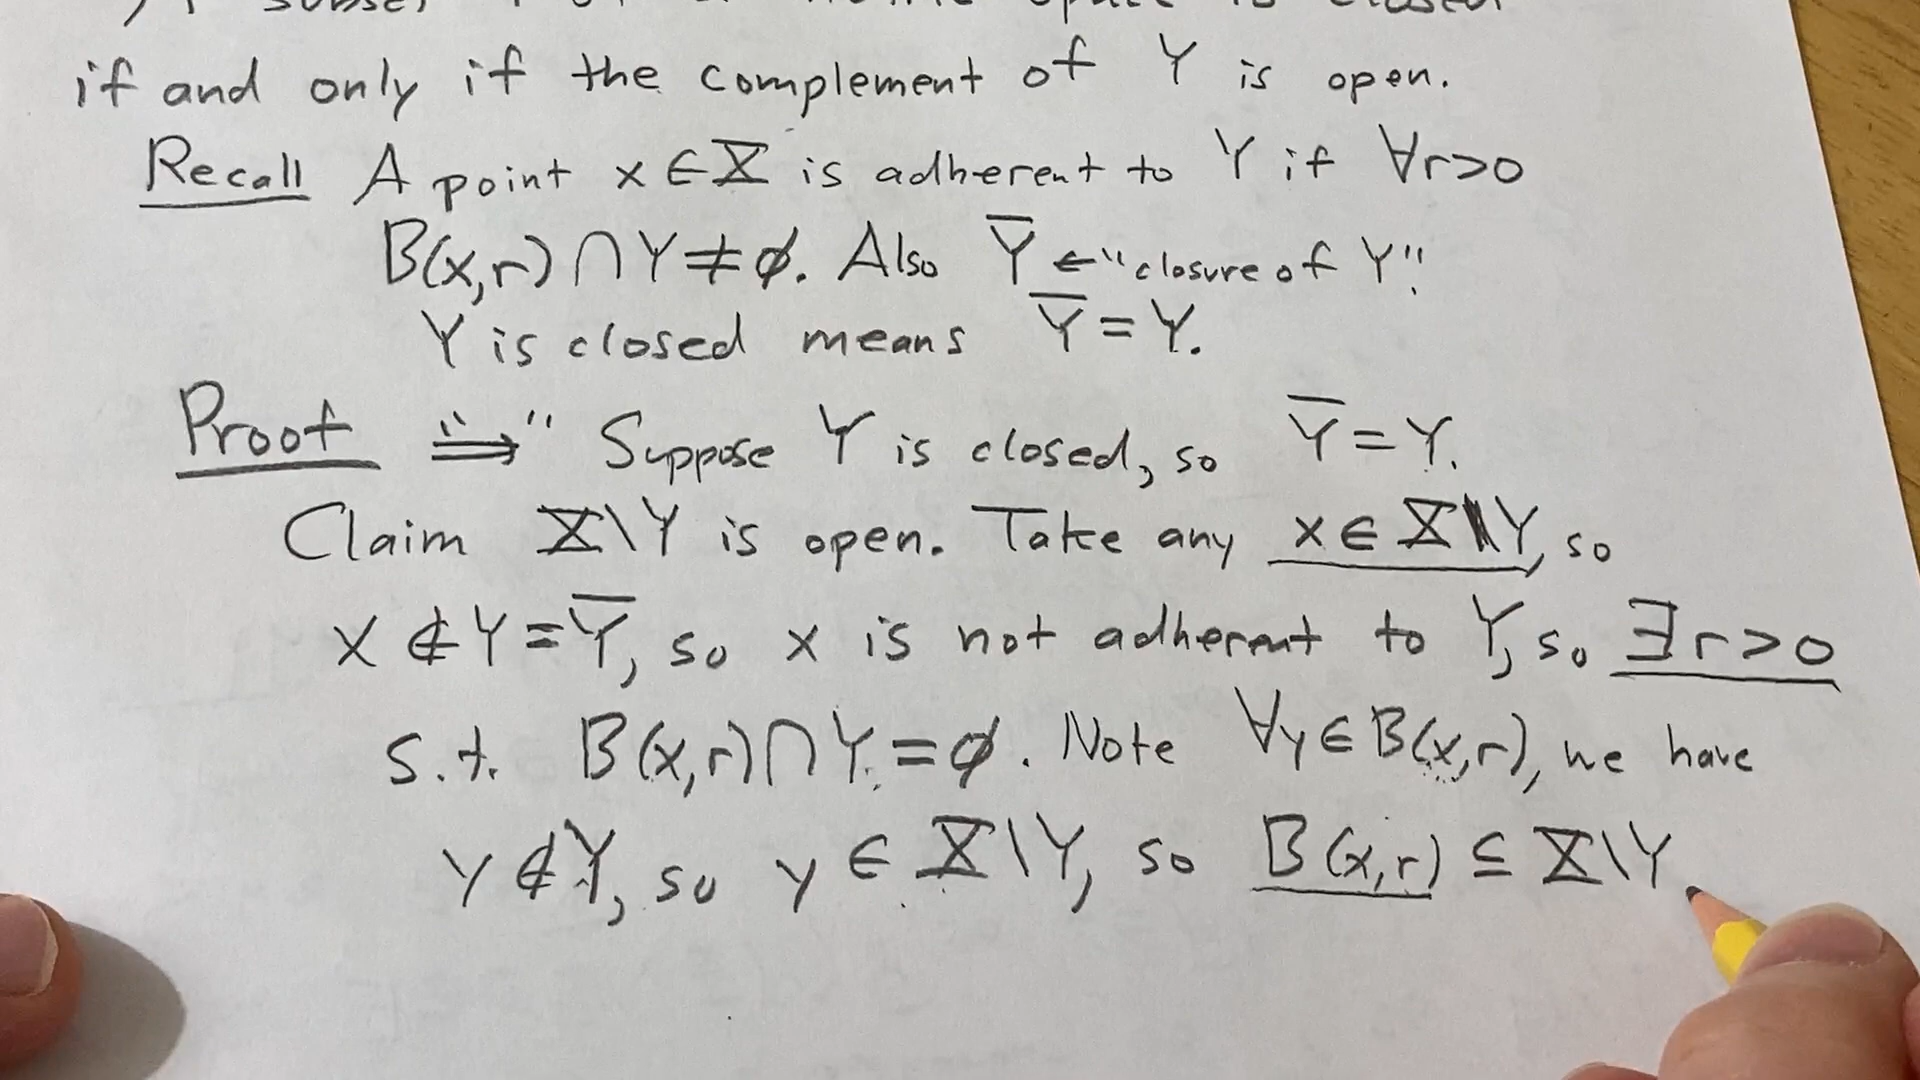 if and only if the complement of Y is open.
Recall A point x ∈ X is adherent to Y if ∀r>0
B(x,r) ∩ Y ≠ ∅. Also Y̅ ← "closure of Y".
Y is closed means Y̅ = Y.
Proof "⟹" Suppose Y is closed, so Y̅ = Y.
Claim X\Y is open. Take any x ∈ X\Y, so
x ∉ Y = Y̅, so x is not adherent to Y, so ∃r>0
s.t. B(x,r) ∩ Y = ∅. Note ∀y ∈ B(x,r), we have
y ∉ Y, so y ∈ X\Y, so B(x,r) ⊆ X\Y.